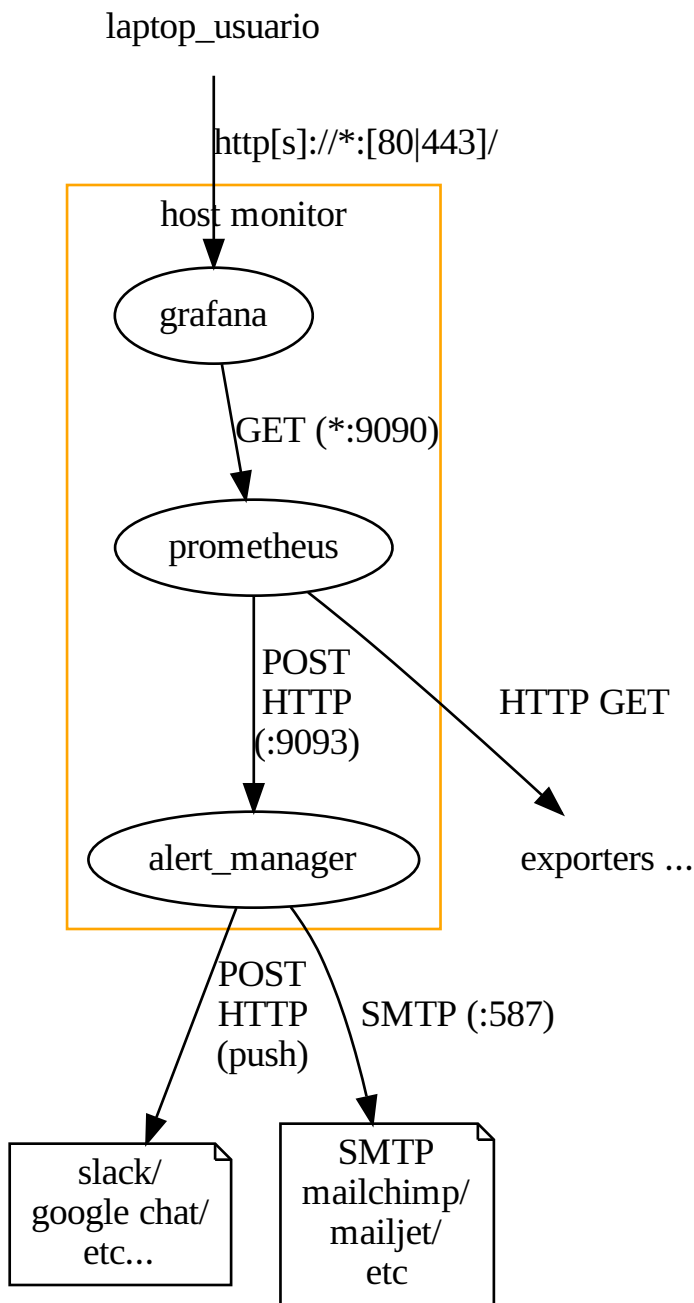 laptop_usuario
http[s]://*:[80|443]/
host monitor
grafana
GET (*:9090)
prometheus
POST
HTTP
(:9093)
HTTP GET
alert_manager
exporters ...
POST
HTTP
(push)
SMTP (:587)
slack/
google chat/
etc...
SMTP
mailchimp/
mailjet/
etc